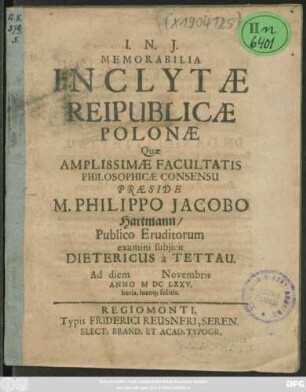 (X1904125)
II n
6401
I. N. J.
MEMORABILIA
INCLYTÆ
REIPUBLICÆ
POLONÆ
Quæ
AMPLISSIMÆ FACULTATIS
PHILOSOPHICÆ CONSENSU
PRÆSIDE
M. PHILIPPO JACOBO
Hartmann/
Publico Eruditorum
examini subjicit
DIETERICUS à TETTAU.
Ad diem Novembris
ANNO M DC LXXV.
horis, locoq; solitis.
REGIOMONTI,
Typis FRIDERICI REUSNERI, SEREN.
ELECT. BRAND. ET ACAD. TYPOGR.